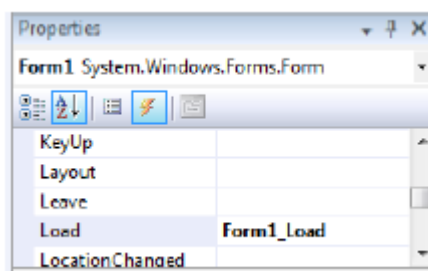 Properties
Form1 System.Windows.Forms.Form
KeyUp
Layout
Leave
Load Form1_Load
LocationChanged